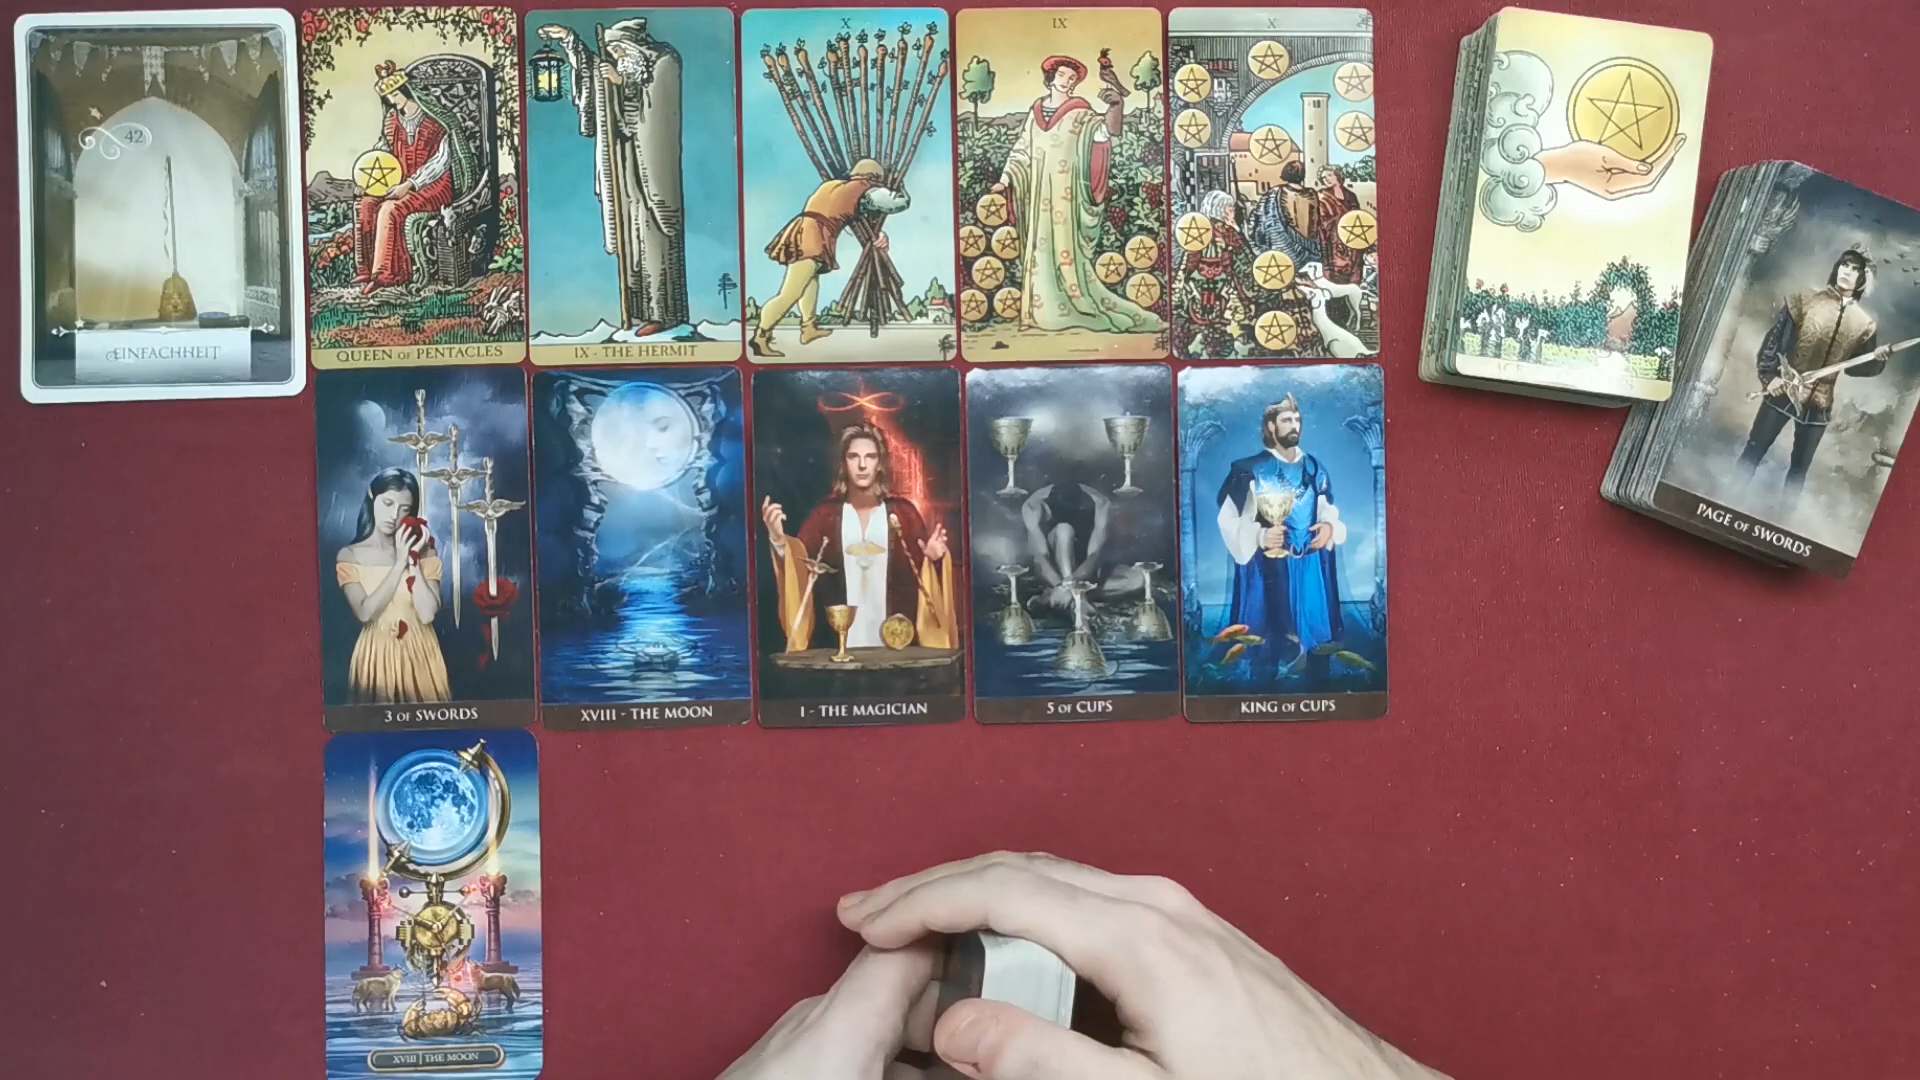 42
EINFACHHEIT
QUEEN OF PENTACLES
IX - THE HERMIT
X
IX
X
PAGE OF SWORDS
3 OF SWORDS
XVIII - THE MOON
I - THE MAGICIAN
5 OF CUPS
KING OF CUPS
XVIII | THE MOON